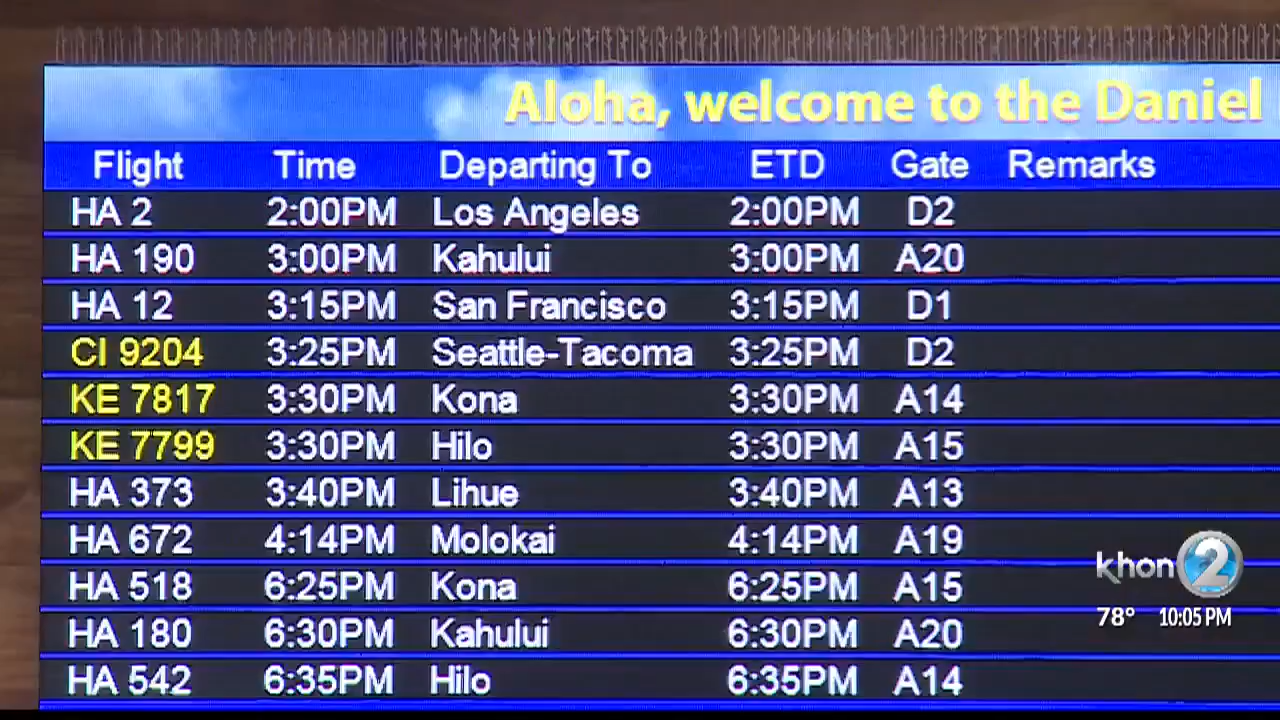 Aloha, welcome to the Daniel
Flight Time Departing To ETD Gate Remarks
HA 2 2:00PM Los Angeles 2:00PM D2
HA 190 3:00PM Kahului 3:00PM A20
HA 12 3:15PM San Francisco 3:15PM D1
CI 9204 3:25PM Seattle-Tacoma 3:25PM D2
KE 7817 3:30PM Kona 3:30PM A14
KE 7799 3:30PM Hilo 3:30PM A15
HA 373 3:40PM Lihue 3:40PM A13
HA 672 4:14PM Molokai 4:14PM A19
HA 518 6:25PM Kona 6:25PM A15
HA 180 6:30PM Kahului 6:30PM A20
HA 542 6:35PM Hilo 6:35PM A14
khon 2
78° 10:05 PM